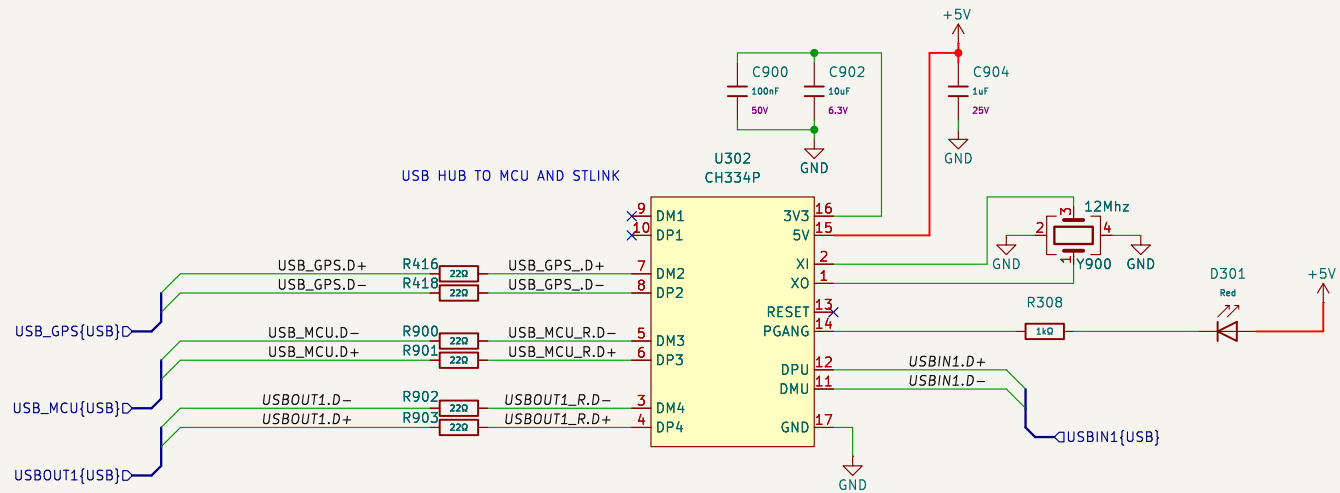 +5V
C900
100nF
50V
C902
10uF
6.3V
C904
1uF
25V
GND
GND
U302
CH334P
USB HUB TO MCU AND STLINK
9 DM1
10 DP1
7 DM2
8 DP2
5 DM3
6 DP3
3 DM4
4 DP4
3V3 16
5V 15
XI 2
XO 1
RESET 13
PGANG 14
DPU 12
DMU 11
GND 17
GND
USB_GPS.D+ R416 22Ω USB_GPS_.D+
USB_GPS.D- R418 22Ω USB_GPS_.D-
USB_GPS{USB}
USB_MCU.D- R900 22Ω USB_MCU_R.D-
USB_MCU.D+ R901 22Ω USB_MCU_R.D+
USB_MCU{USB}
USBOUT1.D- R902 22Ω USBOUT1_R.D-
USBOUT1.D+ R903 22Ω USBOUT1_R.D+
USBOUT1{USB}
12Mhz
3
2 4
1
Y900
GND GND
D301
Red
+5V
R308
1kΩ
USBIN1.D+
USBIN1.D-
USBIN1{USB}